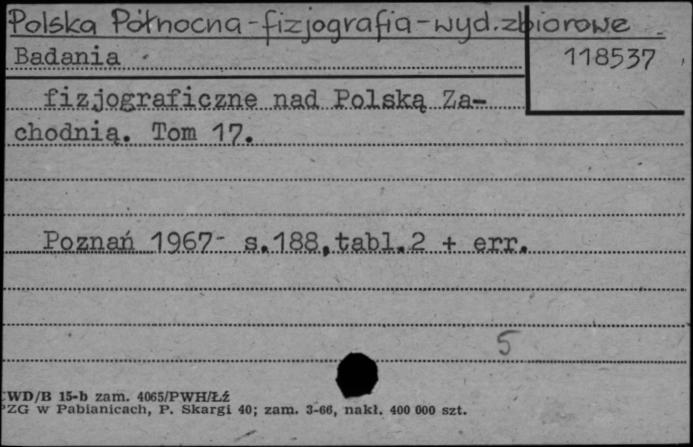 Polska Północna-fizjografia-wyd.zbiorowe
Badania
118537
fizjograficzne nad Polską Za-
chodnią. Tom 17.
Poznań 1967- s.188,tabl.2 + err.
5
WD/B 15-b zam. 4065/PWH/Łź
PZG w Pabianicach, P. Skargi 40; zam. 3-66, nakł. 400 000 szt.